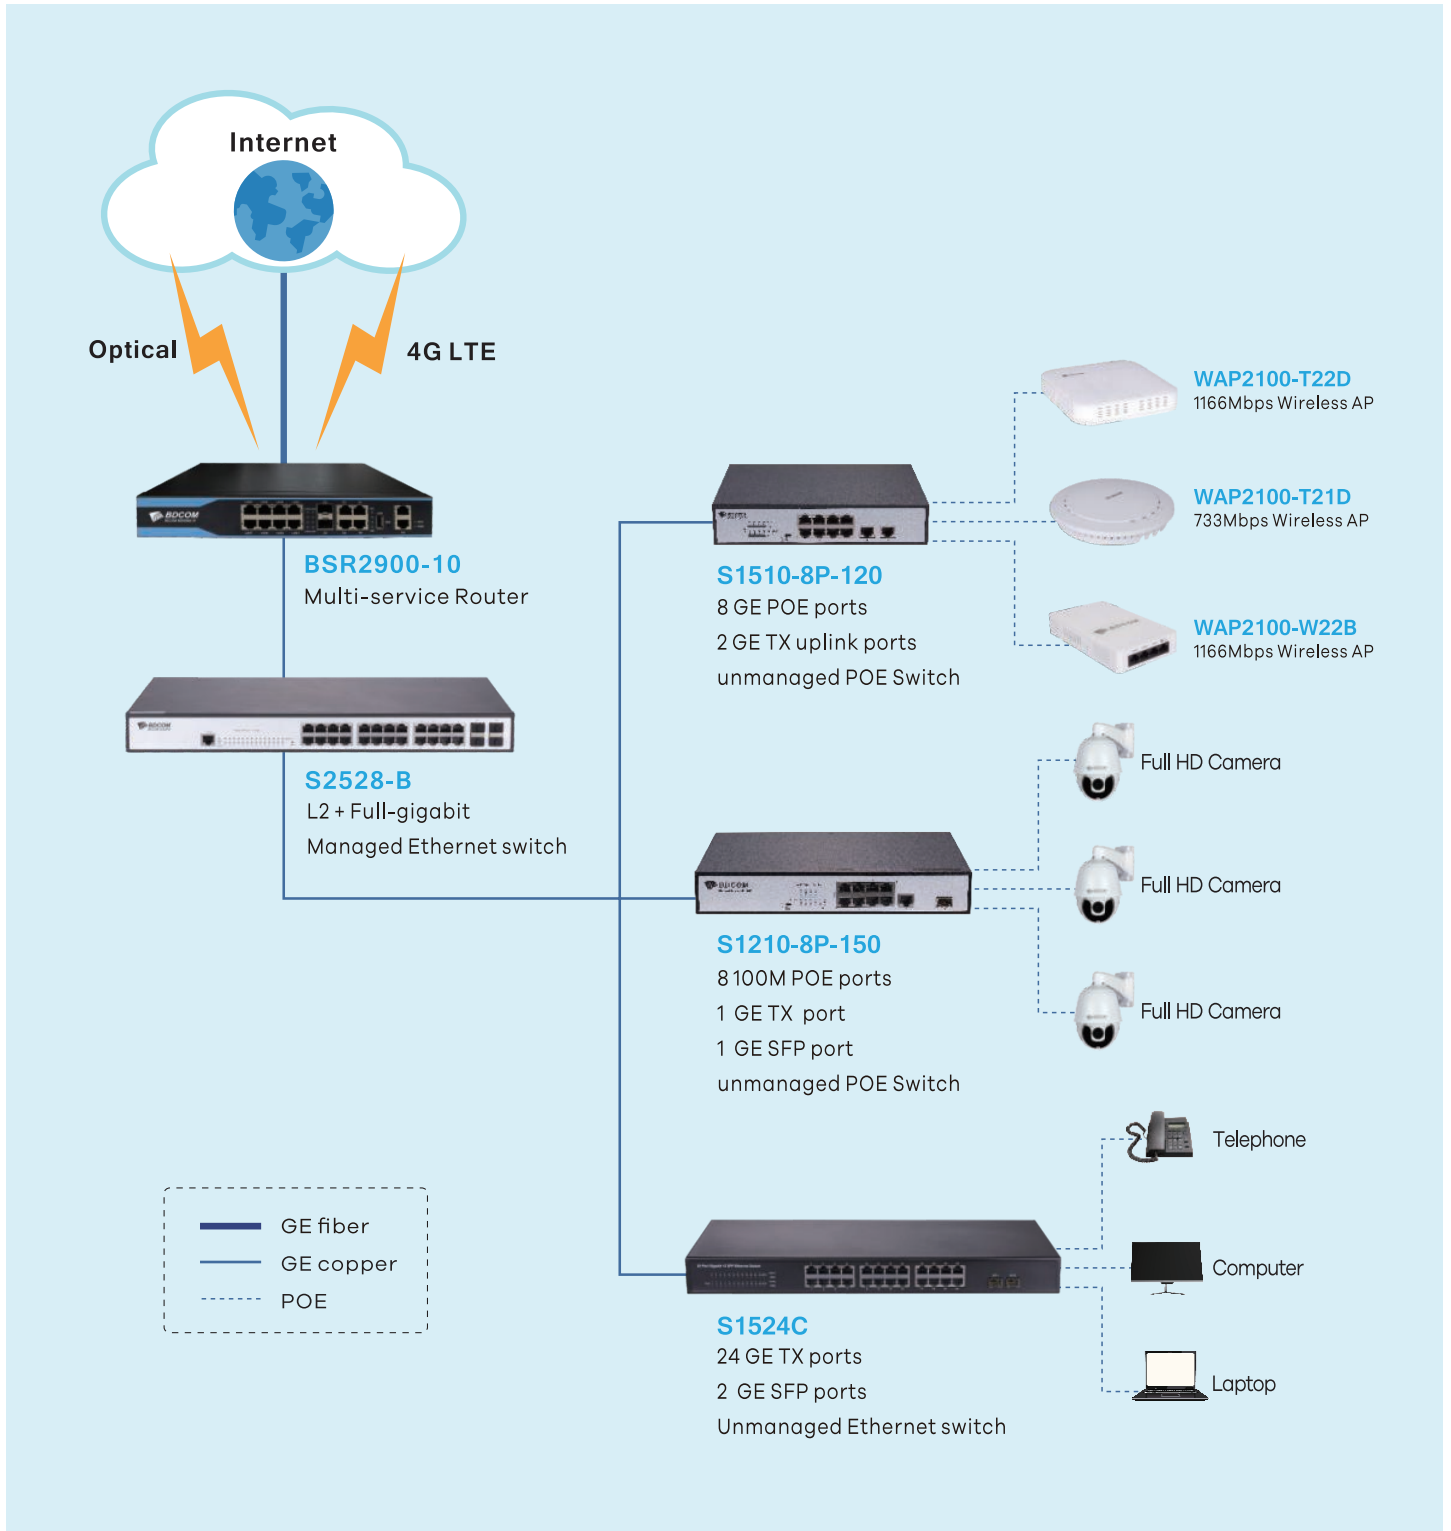 Internet
Optical
4G LTE
BDCOM
BSR2900-10
Multi-service Router
BDCOM
S2528-B
L2 + Full-gigabit
Managed Ethernet switch
S1510-8P-120
8 GE POE ports
2 GE TX uplink ports
unmanaged POE Switch
WAP2100-T22D
1166Mbps Wireless AP
WAP2100-T21D
733Mbps Wireless AP
WAP2100-W22B
1166Mbps Wireless AP
BDCOM
S1210-8P-150
8 100M POE ports
1 GE TX port
1 GE SFP port
unmanaged POE Switch
Full HD Camera
Full HD Camera
Full HD Camera
S1524C
24 GE TX ports
2 GE SFP ports
Unmanaged Ethernet switch
Telephone
Computer
Laptop
GE fiber
GE copper
POE